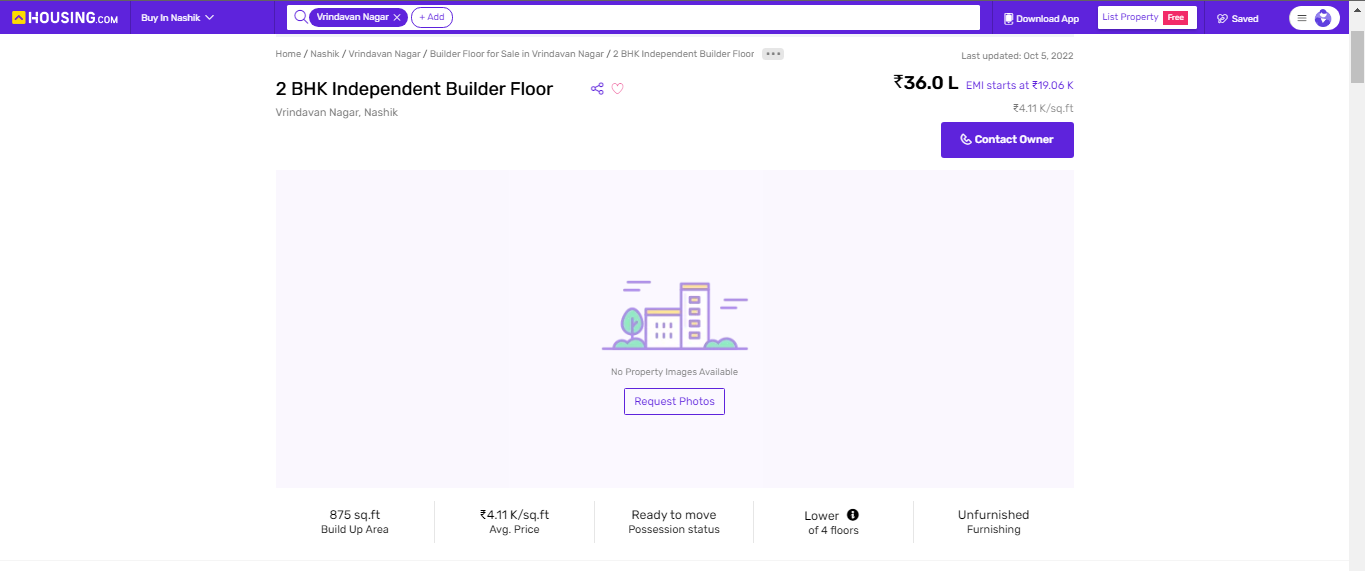 HOUSING.COM
Buy In Nashik
Vrindavan Nagar
+ Add
Download App
List Property Free
Saved
Home / Nashik / Vrindavan Nagar / Builder Floor for Sale in Vrindavan Nagar / 2 BHK Independent Builder Floor
Last updated: Oct 5, 2022
2 BHK Independent Builder Floor
₹36.0 L EMI starts at ₹19.06 K
Vrindavan Nagar, Nashik
₹4.11 K/sq.ft
Contact Owner
No Property Images Available
Request Photos
875 sq.ft
Build Up Area
₹4.11 K/sq.ft
Avg. Price
Ready to move
Possession status
Lower
of 4 floors
Unfurnished
Furnishing